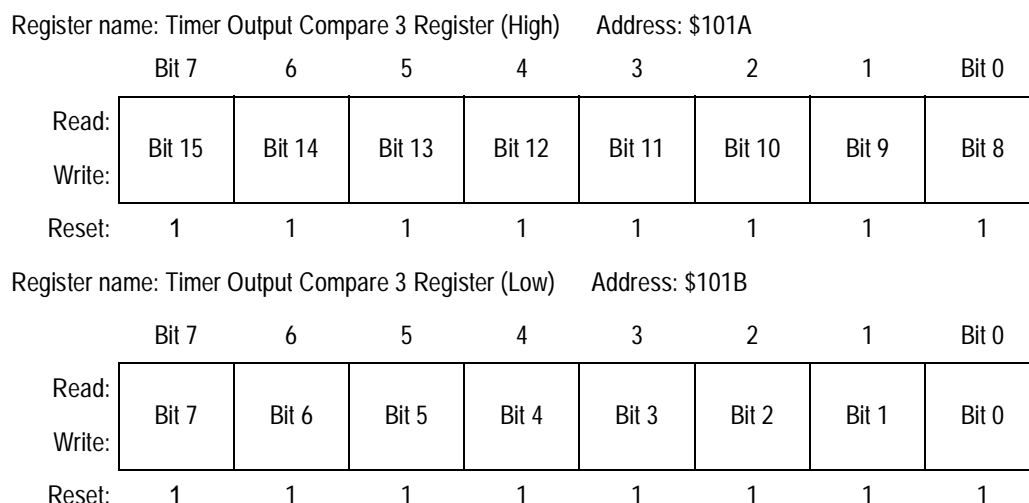 Register name: Timer Output Compare 3 Register (High) Address: $101A
Bit 7 6 5 4 3 2 1 Bit 0
Read:
Bit 15 Bit 14 Bit 13 Bit 12 Bit 11 Bit 10 Bit 9 Bit 8
Write:
Reset: 1 1 1 1 1 1 1 1
Register name: Timer Output Compare 3 Register (Low) Address: $101B
Bit 7 6 5 4 3 2 1 Bit 0
Read:
Bit 7 Bit 6 Bit 5 Bit 4 Bit 3 Bit 2 Bit 1 Bit 0
Write:
Reset: 1 1 1 1 1 1 1 1